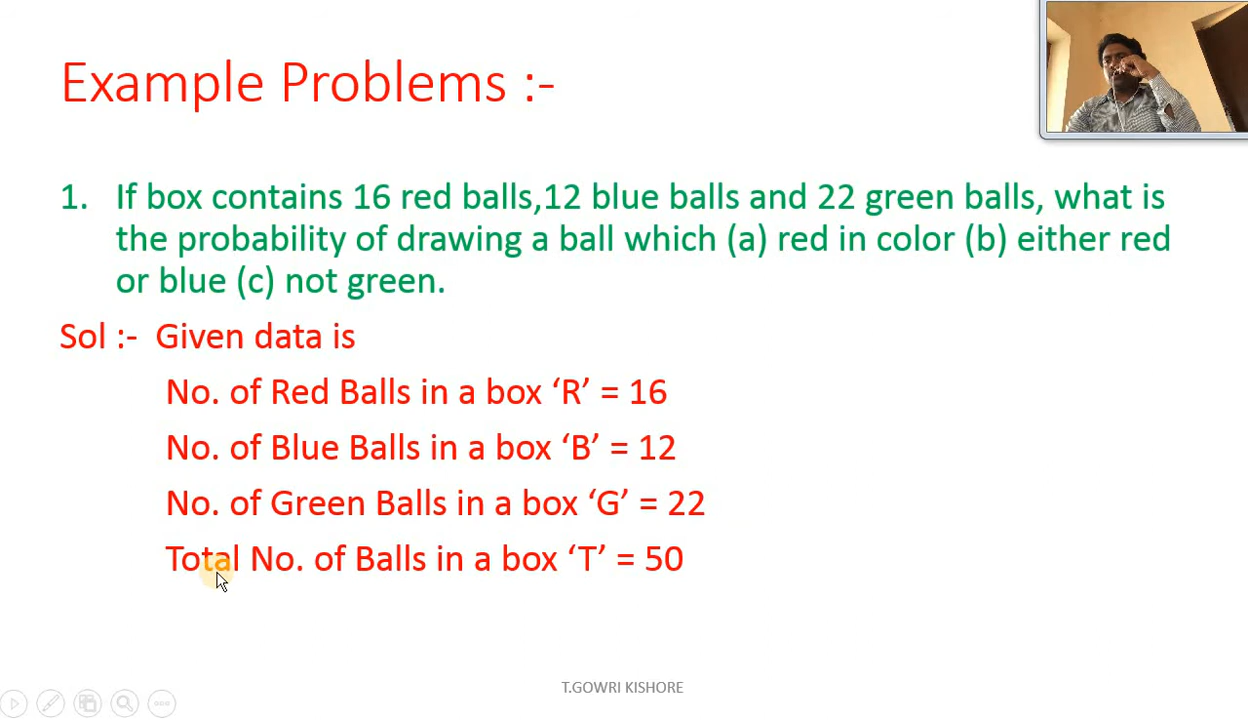 Example Problems :-
1. If box contains 16 red balls,12 blue balls and 22 green balls, what is
the probability of drawing a ball which (a) red in color (b) either red
or blue (c) not green.
Sol :- Given data is
No. of Red Balls in a box ‘R’ = 16
No. of Blue Balls in a box ‘B’ = 12
No. of Green Balls in a box ‘G’ = 22
Total No. of Balls in a box ‘T’ = 50
T.GOWRI KISHORE